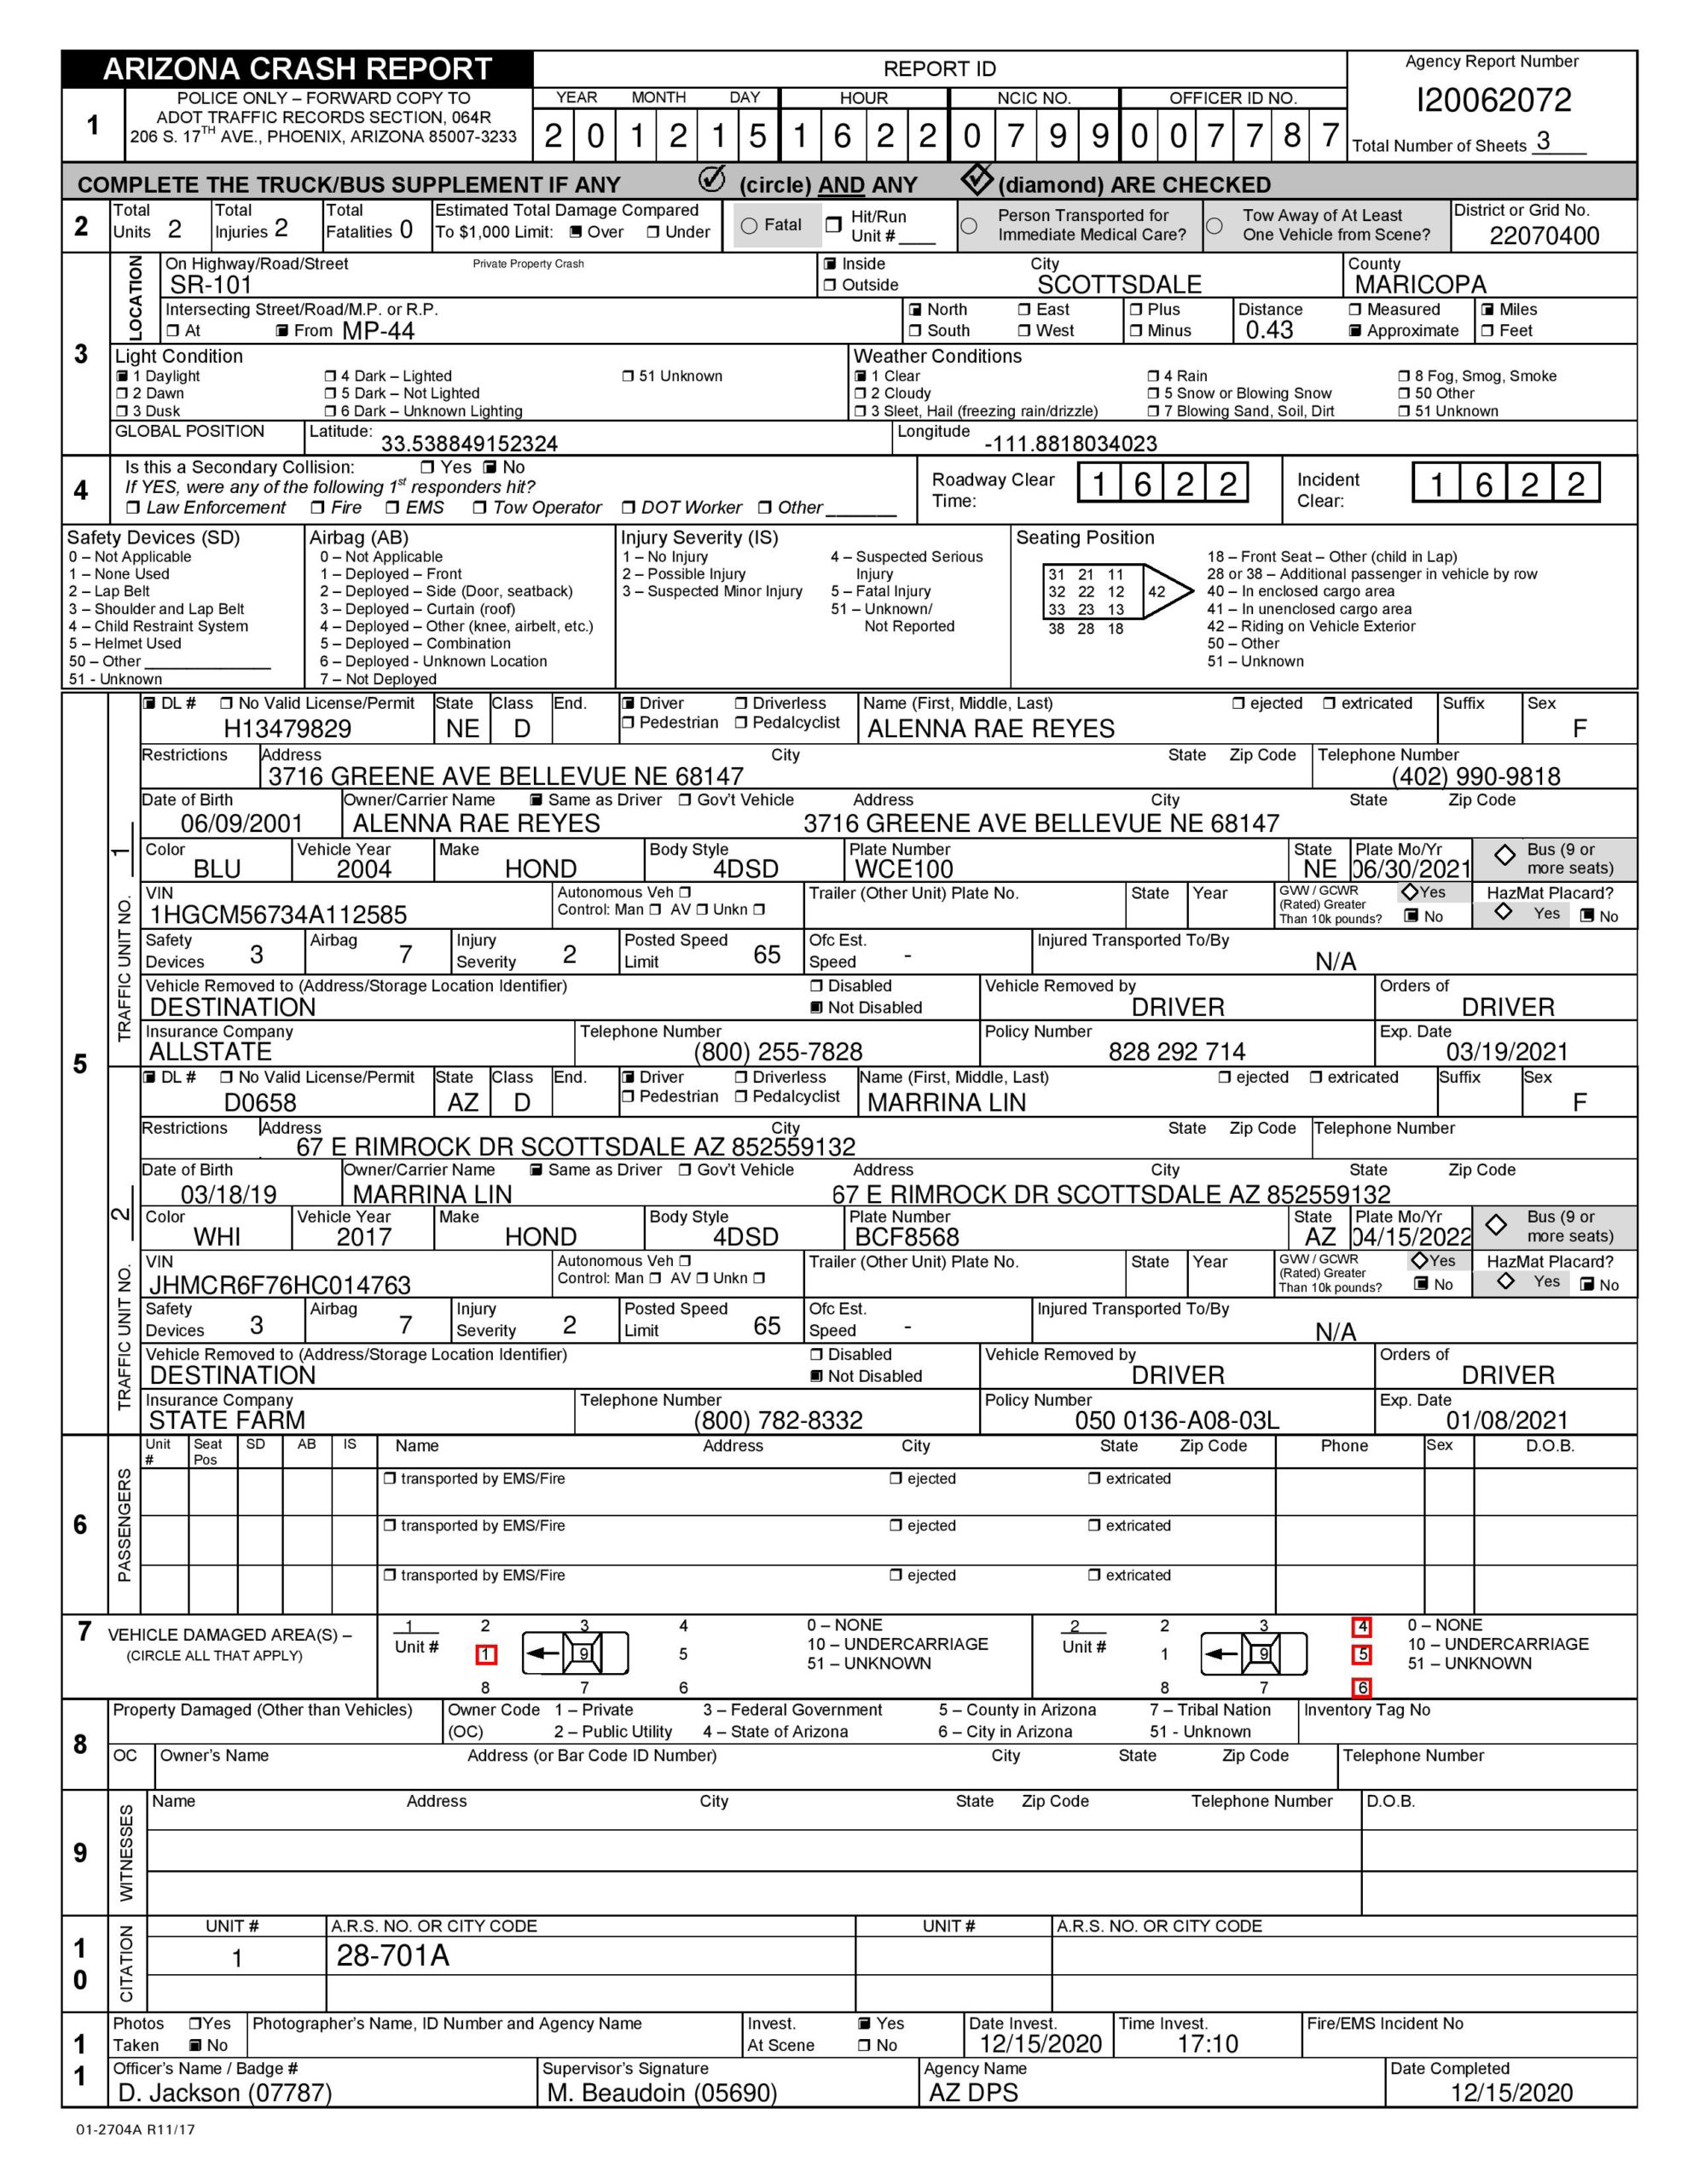 ARIZONA CRASH REPORT
REPORT ID
Agency Report Number
I20062072
Total Number of Sheets 3
1
POLICE ONLY – FORWARD COPY TO
ADOT TRAFFIC RECORDS SECTION, 064R
206 S. 17TH AVE., PHOENIX, ARIZONA 85007-3233
YEAR MONTH DAY HOUR NCIC NO. OFFICER ID NO.
2 0 1 2 1 5 1 6 2 2 0 7 9 9 0 0 7 7 8 7
COMPLETE THE TRUCK/BUS SUPPLEMENT IF ANY (circle) AND ANY (diamond) ARE CHECKED
2
Total Units 2
Total Injuries 2
Total Fatalities 0
Estimated Total Damage Compared
To $1,000 Limit: Over Under
Fatal
Hit/Run
Unit # ____
Person Transported for
Immediate Medical Care?
Tow Away of At Least
One Vehicle from Scene?
District or Grid No.
22070400
3
LOCATION
On Highway/Road/Street Private Property Crash
SR-101
Inside
Outside
City
SCOTTSDALE
County
MARICOPA
Intersecting Street/Road/M.P. or R.P.
At From MP-44
North East Plus
South West Minus
Distance
0.43
Measured Miles
Approximate Feet
Light Condition
1 Daylight 4 Dark – Lighted 51 Unknown
2 Dawn 5 Dark – Not Lighted
3 Dusk 6 Dark – Unknown Lighting
Weather Conditions
1 Clear 4 Rain 8 Fog, Smog, Smoke
2 Cloudy 5 Snow or Blowing Snow 50 Other
3 Sleet, Hail (freezing rain/drizzle) 7 Blowing Sand, Soil, Dirt 51 Unknown
GLOBAL POSITION
Latitude: 33.538849152324
Longitude -111.8818034023
4
Is this a Secondary Collision: Yes No
If YES, were any of the following 1st responders hit?
Law Enforcement Fire EMS Tow Operator DOT Worker Other
Roadway Clear
Time: 1 6 2 2
Incident
Clear: 1 6 2 2
Safety Devices (SD)
0 – Not Applicable
1 – None Used
2 – Lap Belt
3 – Shoulder and Lap Belt
4 – Child Restraint System
5 – Helmet Used
50 – Other
51 - Unknown
Airbag (AB)
0 – Not Applicable
1 – Deployed – Front
2 – Deployed – Side (Door, seatback)
3 – Deployed – Curtain (roof)
4 – Deployed – Other (knee, airbelt, etc.)
5 – Deployed – Combination
6 – Deployed - Unknown Location
7 – Not Deployed
Injury Severity (IS)
1 – No Injury
2 – Possible Injury
3 – Suspected Minor Injury
4 – Suspected Serious
Injury
5 – Fatal Injury
51 – Unknown/
Not Reported
Seating Position
31 21 11
32 22 12 42
33 23 13
38 28 18
18 – Front Seat – Other (child in Lap)
28 or 38 – Additional passenger in vehicle by row
40 – In enclosed cargo area
41 – In unenclosed cargo area
42 – Riding on Vehicle Exterior
50 – Other
51 – Unknown
5
TRAFFIC UNIT NO. 1
DL # No Valid License/Permit State Class End. Driver Driverless Name (First, Middle, Last) ejected extricated Suffix Sex
H13479829 NE D Pedestrian Pedalcyclist ALENNA RAE REYES F
Restrictions Address City State Zip Code Telephone Number
3716 GREENE AVE BELLEVUE NE 68147 (402) 990-9818
Date of Birth Owner/Carrier Name Same as Driver Gov't Vehicle Address City State Zip Code
06/09/2001 ALENNA RAE REYES 3716 GREENE AVE BELLEVUE NE 68147
Color Vehicle Year Make Body Style Plate Number State Plate Mo/Yr Bus (9 or
BLU 2004 HOND 4DSD WCE100 NE 06/30/2021 more seats)
VIN Autonomous Veh Trailer (Other Unit) Plate No. State Year GVW / GCWR Yes HazMat Placard?
1HGCM56734A112585 Control: Man AV Unkn (Rated) Greater Than 10k pounds? No Yes No
Safety Devices 3 Airbag 7 Injury Severity 2 Posted Speed Limit 65 Ofc Est. Speed - Injured Transported To/By N/A
Vehicle Removed to (Address/Storage Location Identifier) Disabled Vehicle Removed by Orders of
DESTINATION Not Disabled DRIVER DRIVER
Insurance Company Telephone Number Policy Number Exp. Date
ALLSTATE (800) 255-7828 828 292 714 03/19/2021
TRAFFIC UNIT NO. 2
DL # No Valid License/Permit State Class End. Driver Driverless Name (First, Middle, Last) ejected extricated Suffix Sex
D0658 AZ D Pedestrian Pedalcyclist MARRINA LIN F
Restrictions Address City State Zip Code Telephone Number
67 E RIMROCK DR SCOTTSDALE AZ 852559132
Date of Birth Owner/Carrier Name Same as Driver Gov't Vehicle Address City State Zip Code
03/18/19 MARRINA LIN 67 E RIMROCK DR SCOTTSDALE AZ 852559132
Color Vehicle Year Make Body Style Plate Number State Plate Mo/Yr Bus (9 or
WHI 2017 HOND 4DSD BCF8568 AZ 04/15/2022 more seats)
VIN Autonomous Veh Trailer (Other Unit) Plate No. State Year GVW / GCWR Yes HazMat Placard?
JHMCR6F76HC014763 Control: Man AV Unkn (Rated) Greater Than 10k pounds? No Yes No
Safety Devices 3 Airbag 7 Injury Severity 2 Posted Speed Limit 65 Ofc Est. Speed - Injured Transported To/By N/A
Vehicle Removed to (Address/Storage Location Identifier) Disabled Vehicle Removed by Orders of
DESTINATION Not Disabled DRIVER DRIVER
Insurance Company Telephone Number Policy Number Exp. Date
STATE FARM (800) 782-8332 050 0136-A08-03L 01/08/2021
6
PASSENGERS
Unit # Seat Pos SD AB IS Name Address City State Zip Code Phone Sex D.O.B.
transported by EMS/Fire ejected extricated
transported by EMS/Fire ejected extricated
transported by EMS/Fire ejected extricated
7
VEHICLE DAMAGED AREA(S) –
(CIRCLE ALL THAT APPLY)
1 Unit # 2 3 4 1 9 5 8 7 6
0 – NONE
10 – UNDERCARRIAGE
51 – UNKNOWN
2 Unit # 2 3 4 1 9 5 8 7 6
0 – NONE
10 – UNDERCARRIAGE
51 – UNKNOWN
8
Property Damaged (Other than Vehicles)
Owner Code 1 – Private 3 – Federal Government 5 – County in Arizona 7 – Tribal Nation
(OC) 2 – Public Utility 4 – State of Arizona 6 – City in Arizona 51 - Unknown
Inventory Tag No
OC Owner's Name Address (or Bar Code ID Number) City State Zip Code Telephone Number
9
WITNESSES
Name Address City State Zip Code Telephone Number D.O.B.
10
CITATION
UNIT # A.R.S. NO. OR CITY CODE UNIT # A.R.S. NO. OR CITY CODE
1 28-701A
11
Photos Taken Yes No
Photographer's Name, ID Number and Agency Name
Invest. At Scene Yes No
Date Invest. 12/15/2020
Time Invest. 17:10
Fire/EMS Incident No
Officer's Name / Badge # Supervisor's Signature Agency Name Date Completed
D. Jackson (07787) M. Beaudoin (05690) AZ DPS 12/15/2020
01-2704A R11/17